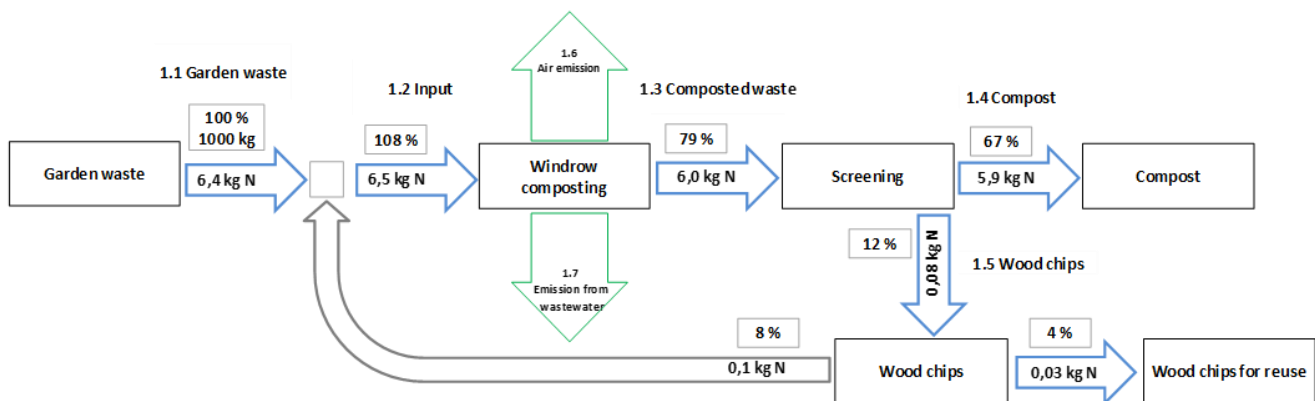 1.1 Garden waste
100 %
1000 kg
6,4 kg N
Garden waste
1.2 Input
108 %
6,5 kg N
1.6
Air emission
Windrow
composting
1.7
Emission from
wastewater
1.3 Composted waste
79 %
6,0 kg N
Screening
1.4 Compost
67 %
5,9 kg N
Compost
12 %
0,08 kg N
1.5 Wood chips
8 %
0,1 kg N
Wood chips
4 %
0,03 kg N
Wood chips for reuse